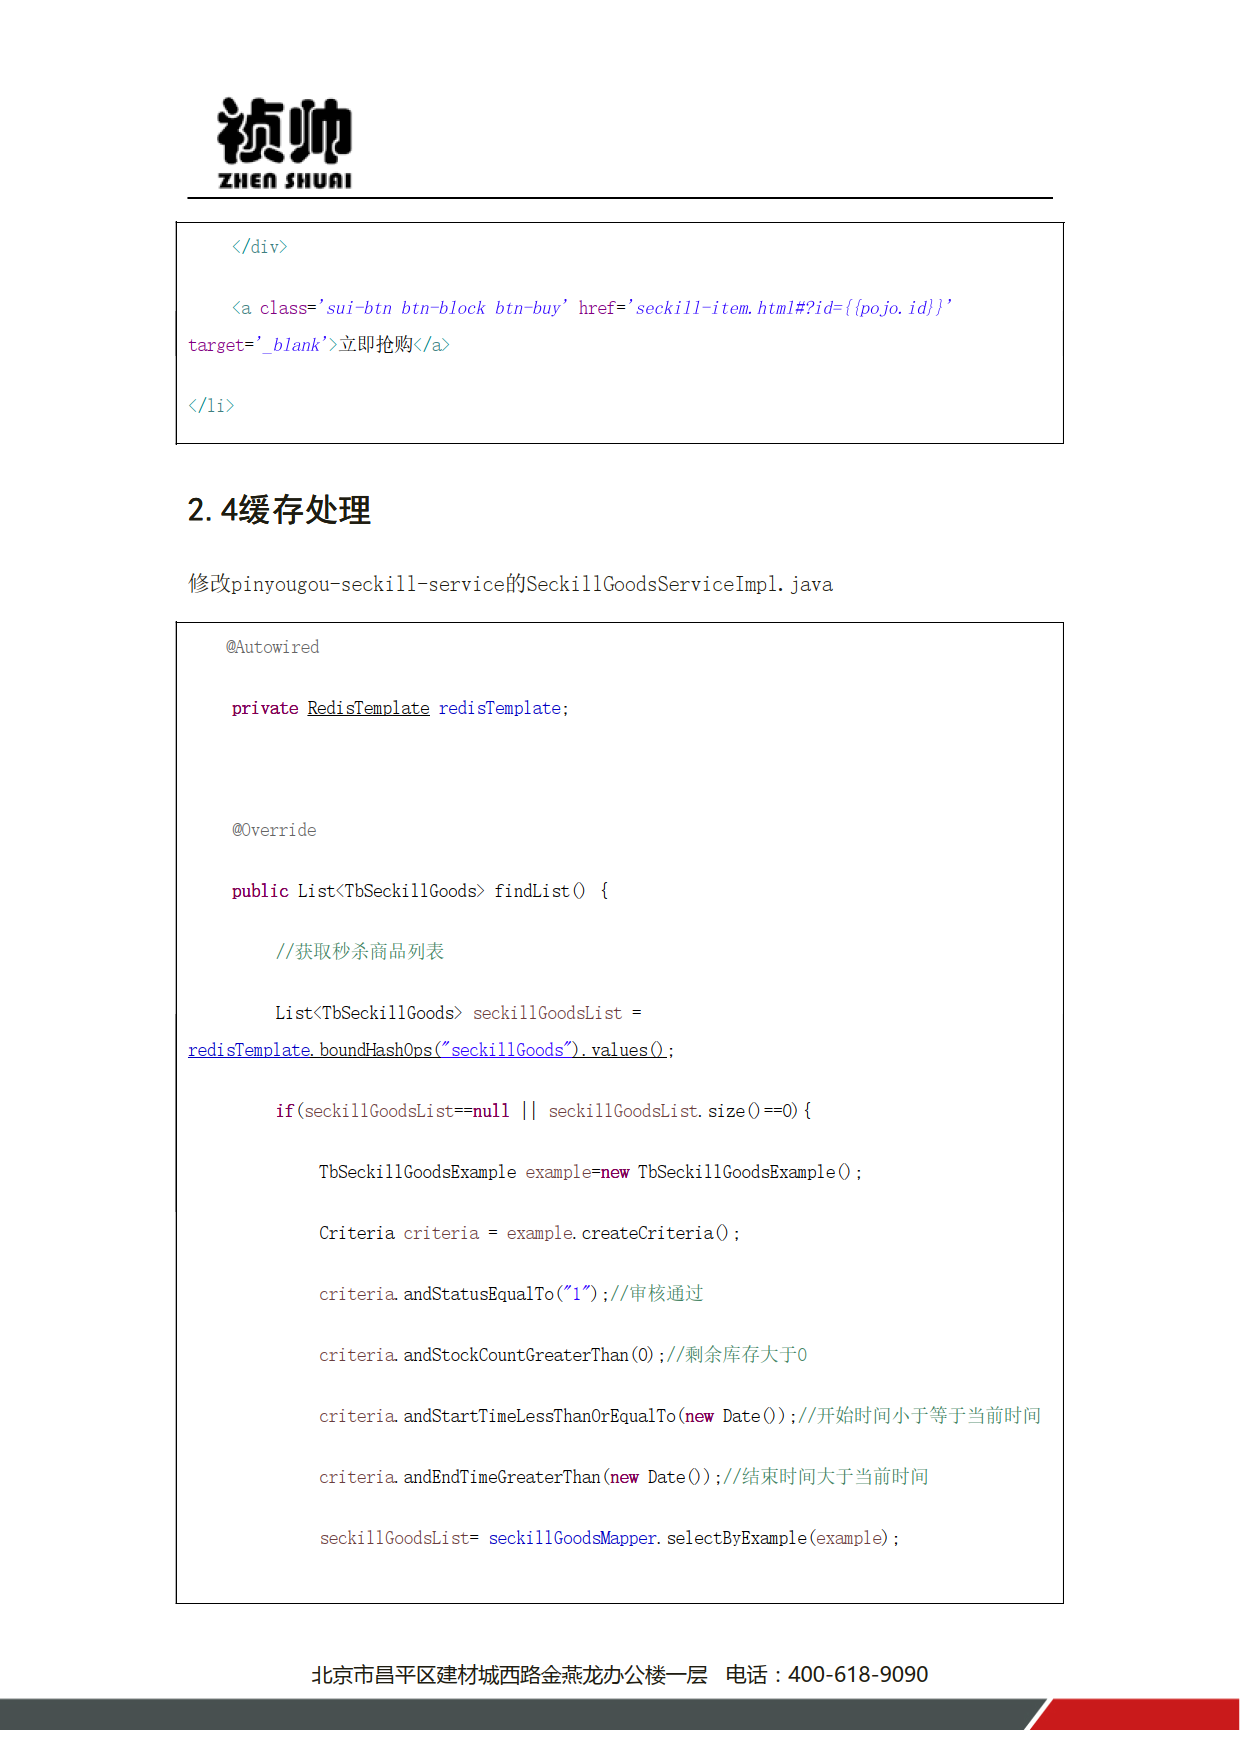 祯帅
ZHEN SHUAI
</div>
<a class='sui-btn btn-block btn-buy' href='seckill-item.html#?id={{pojo.id}}'
target='_blank'>立即抢购</a>
</li>
2.4缓存处理
修改pinyougou-seckill-service的SeckillGoodsServiceImpl.java
@Autowired
private RedisTemplate redisTemplate;
@Override
public List<TbSeckillGoods> findList() {
//获取秒杀商品列表
List<TbSeckillGoods> seckillGoodsList =
redisTemplate.boundHashOps("seckillGoods").values();
if(seckillGoodsList==null || seckillGoodsList.size()==0){
TbSeckillGoodsExample example=new TbSeckillGoodsExample();
Criteria criteria = example.createCriteria();
criteria.andStatusEqualTo("1");//审核通过
criteria.andStockCountGreaterThan(0);//剩余库存大于0
criteria.andStartTimeLessThanOrEqualTo(new Date());//开始时间小于等于当前时间
criteria.andEndTimeGreaterThan(new Date());//结束时间大于当前时间
seckillGoodsList= seckillGoodsMapper.selectByExample(example);
北京市昌平区建材城西路金燕龙办公楼一层 电话：400-618-9090